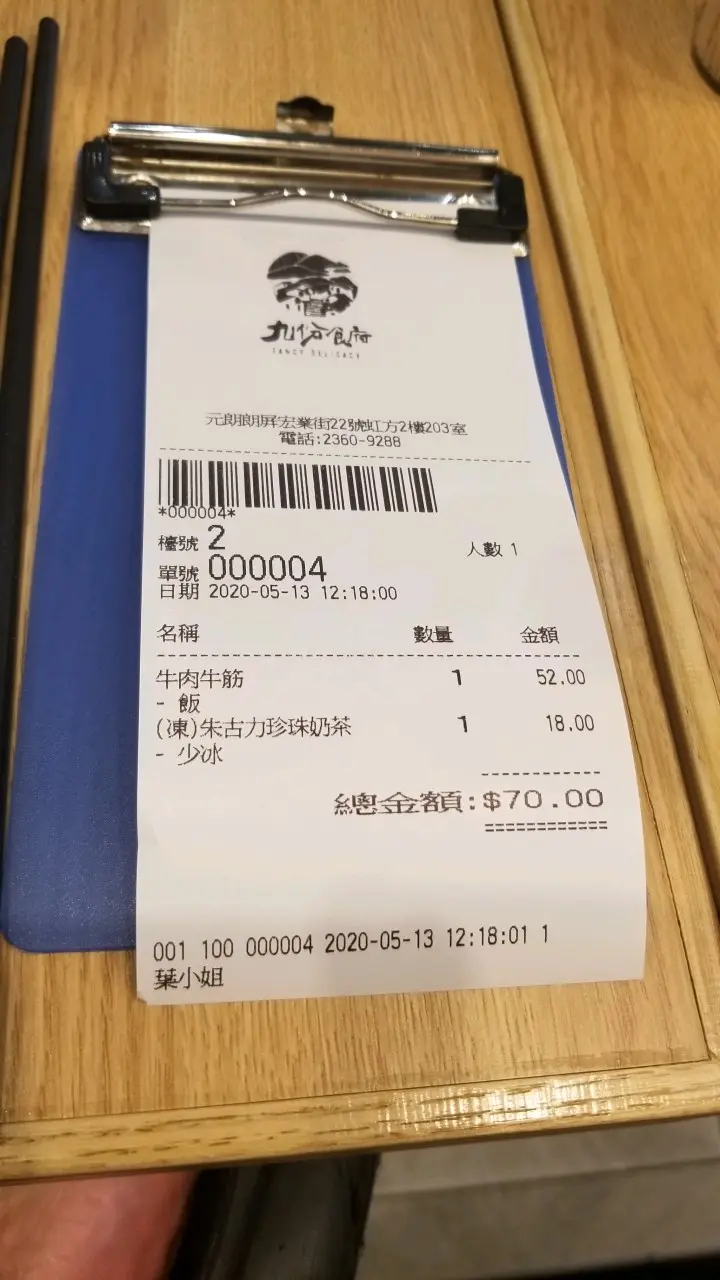 九份食府
FANCY DELICACY
元朗朗屏宏業街22號虹方2樓203室
電話:2360-9288
*000004*
檯號 2
人數 1
單號 000004
日期 2020-05-13 12:18:00
名稱 數量 金額
牛肉牛筋 1 52.00
- 飯
(凍)朱古力珍珠奶茶 1 18.00
- 少冰
總金額:$70.00
001 100 000004 2020-05-13 12:18:01 1
葉小姐